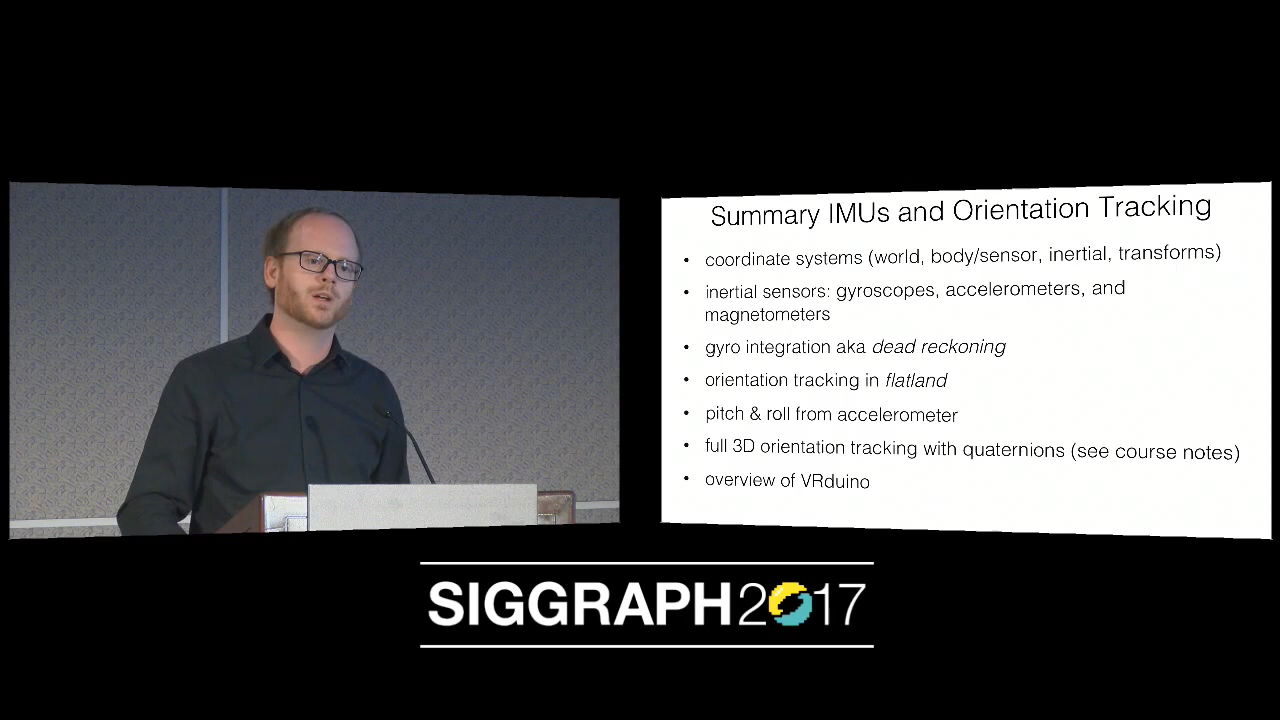 Summary IMUs and Orientation Tracking
• coordinate systems (world, body/sensor, inertial, transforms)
• inertial sensors: gyroscopes, accelerometers, and
magnetometers
• gyro integration aka dead reckoning
• orientation tracking in flatland
• pitch & roll from accelerometer
• full 3D orientation tracking with quaternions (see course notes)
• overview of VRduino
SIGGRAPH2017